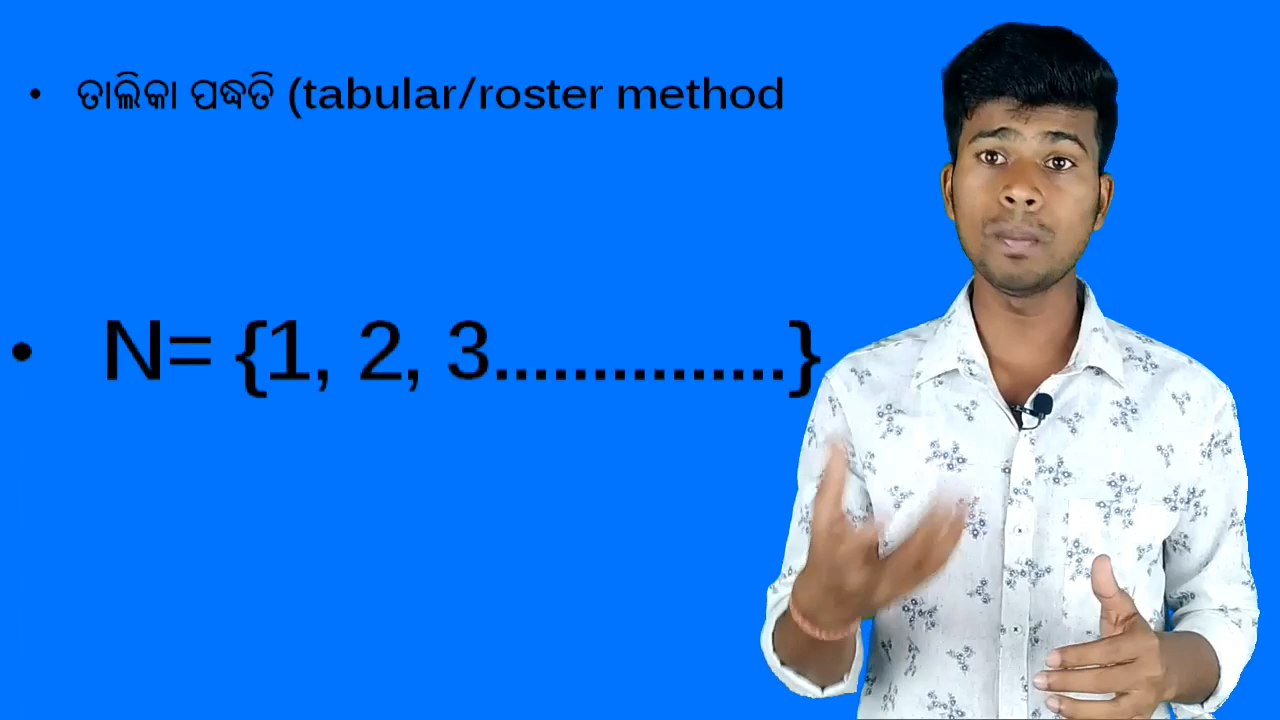 • ତାଲିକା ପଦ୍ଧତି (tabular/roster method
• N= {1, 2, 3...............}